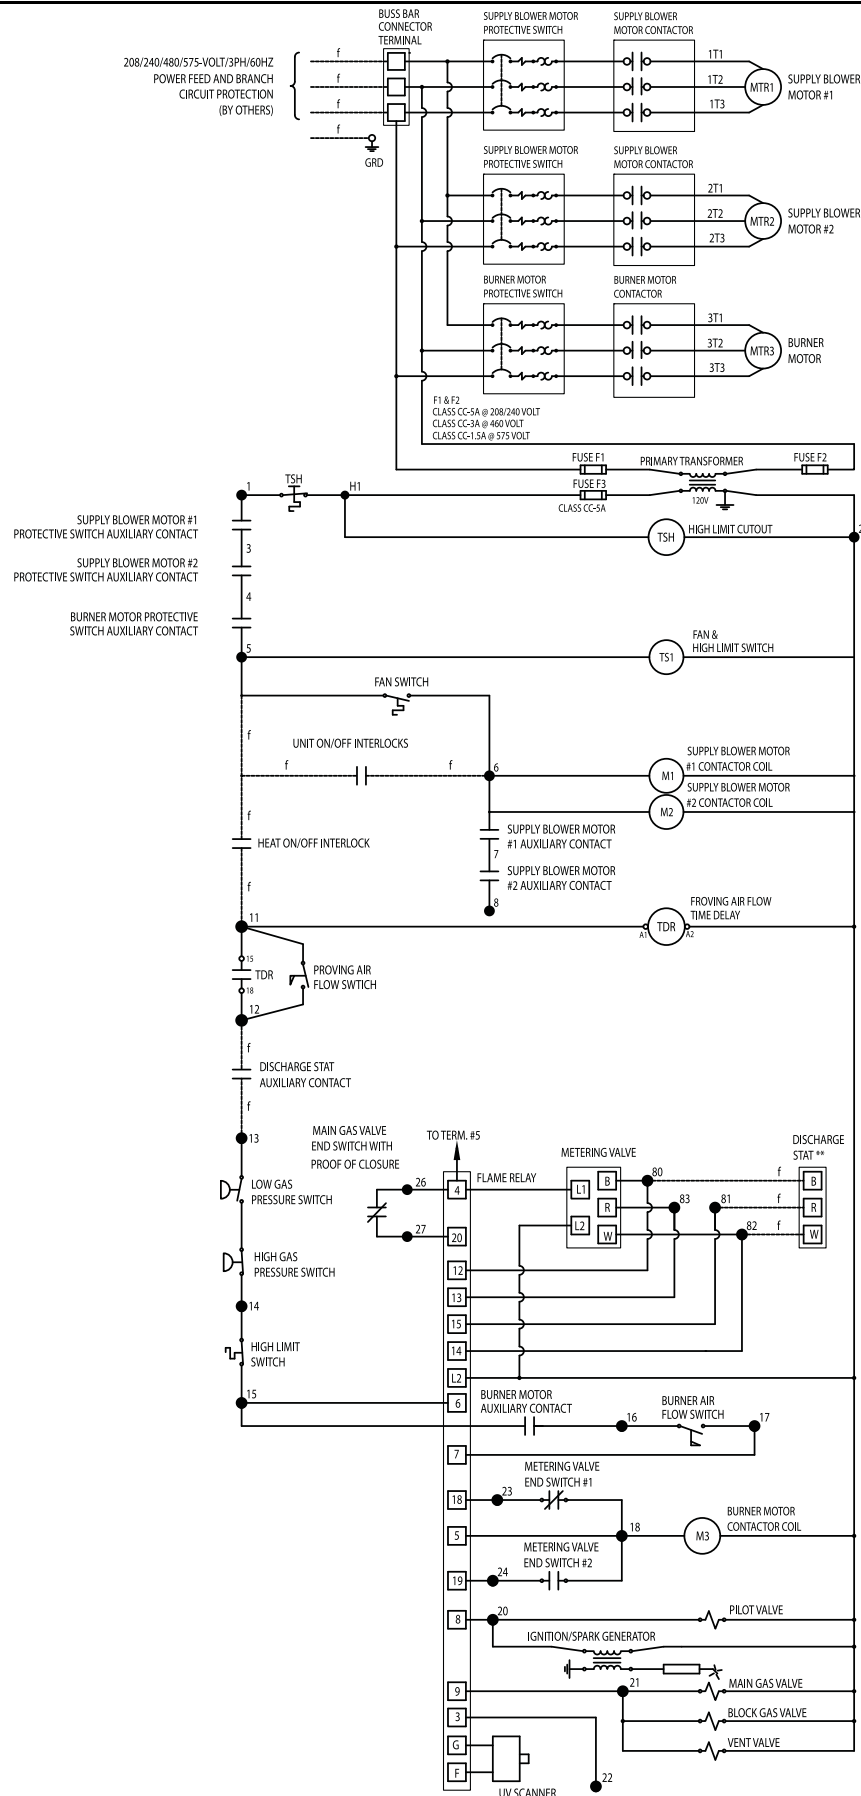 BUSS BAR
CONNECTOR
TERMINAL
SUPPLY BLOWER MOTOR
PROTECTIVE SWITCH
SUPPLY BLOWER
MOTOR CONTACTOR
208/240/480/575-VOLT/3PH/60HZ
POWER FEED AND BRANCH
CIRCUIT PROTECTION
(BY OTHERS)
f
f
f
f
GRD
1T1
1T2
1T3
MTR1
SUPPLY BLOWER
MOTOR #1
SUPPLY BLOWER MOTOR
PROTECTIVE SWITCH
SUPPLY BLOWER
MOTOR CONTACTOR
2T1
2T2
2T3
MTR2
SUPPLY BLOWER
MOTOR #2
BURNER MOTOR
PROTECTIVE SWITCH
BURNER MOTOR
CONTACTOR
3T1
3T2
3T3
MTR3
BURNER
MOTOR
F1 & F2
CLASS CC-5A @ 208/240 VOLT
CLASS CC-3A @ 460 VOLT
CLASS CC-1.5A @ 575 VOLT
FUSE F1
PRIMARY TRANSFORMER
FUSE F2
FUSE F3
CLASS CC-5A
120V
1
TSH
H1
TSH
HIGH LIMIT CUTOUT
2
SUPPLY BLOWER MOTOR #1
PROTECTIVE SWITCH AUXILIARY CONTACT
3
SUPPLY BLOWER MOTOR #2
PROTECTIVE SWITCH AUXILIARY CONTACT
4
BURNER MOTOR PROTECTIVE
SWITCH AUXILIARY CONTACT
5
TS1
FAN &
HIGH LIMIT SWITCH
FAN SWITCH
f
UNIT ON/OFF INTERLOCKS
f
f
6
M1
SUPPLY BLOWER MOTOR
#1 CONTACTOR COIL
M2
SUPPLY BLOWER MOTOR
#2 CONTACTOR COIL
f
HEAT ON/OFF INTERLOCK
SUPPLY BLOWER MOTOR
#1 AUXILIARY CONTACT
7
SUPPLY BLOWER MOTOR
#2 AUXILIARY CONTACT
8
f
11
A1
TDR
A2
FROVING AIR FLOW
TIME DELAY
15
TDR
18
PROVING AIR
FLOW SWTICH
12
f
DISCHARGE STAT
AUXILIARY CONTACT
f
13
LOW GAS
PRESSURE SWITCH
HIGH GAS
PRESSURE SWITCH
14
HIGH LIMIT
SWITCH
15
MAIN GAS VALVE
END SWITCH WITH
PROOF OF CLOSURE
TO TERM. #5
26
27
4
FLAME RELAY
20
12
13
15
14
L2
6
METERING VALVE
L1
L2
B
R
W
80
83
81
82
f
f
f
DISCHARGE
STAT **
B
R
W
BURNER MOTOR
AUXILIARY CONTACT
16
BURNER AIR
FLOW SWITCH
17
7
METERING VALVE
END SWITCH #1
18
23
5
18
M3
BURNER MOTOR
CONTACTOR COIL
METERING VALVE
END SWITCH #2
19
24
8
20
PILOT VALVE
IGNITION/SPARK GENERATOR
9
21
MAIN GAS VALVE
3
BLOCK GAS VALVE
G
VENT VALVE
F
22
UV SCANNER